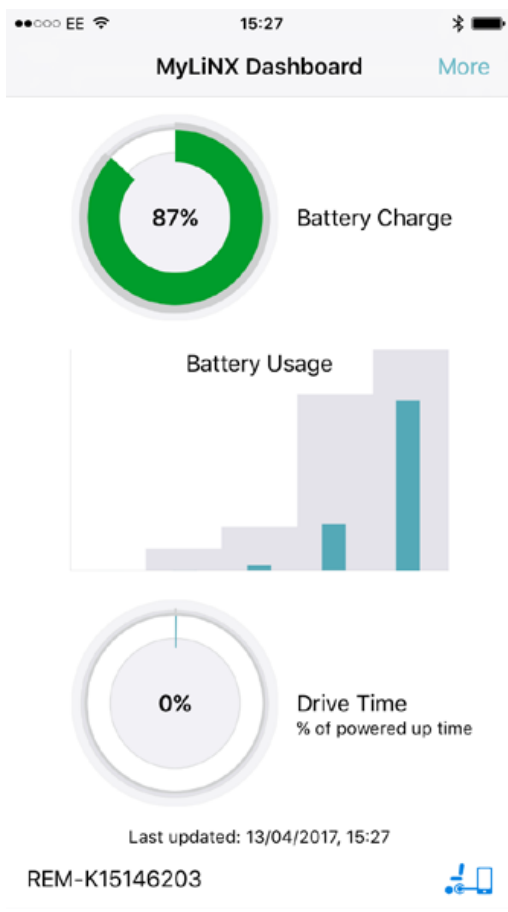 EE 15:27
MyLiNX Dashboard More
87% Battery Charge
Battery Usage
0% Drive Time
% of powered up time
Last updated: 13/04/2017, 15:27
REM-K15146203